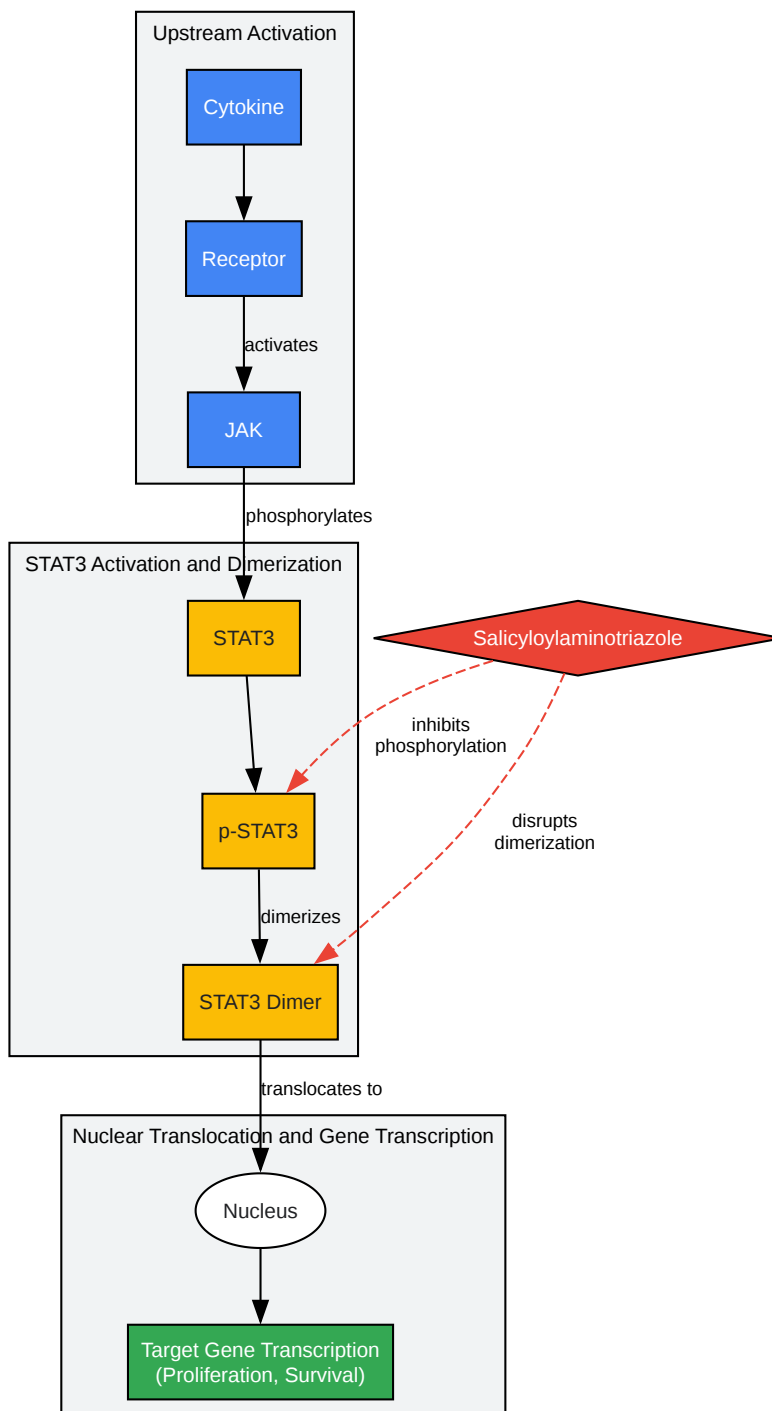 Upstream Activation
Cytokine
Receptor
activates
JAK
phosphorylates
STAT3 Activation and Dimerization
STAT3
Salicyloylaminotriazole
inhibits
phosphorylation
p-STAT3
disrupts
dimerization
dimerizes
STAT3 Dimer
translocates to
Nuclear Translocation and Gene Transcription
Nucleus
Target Gene Transcription
(Proliferation, Survival)